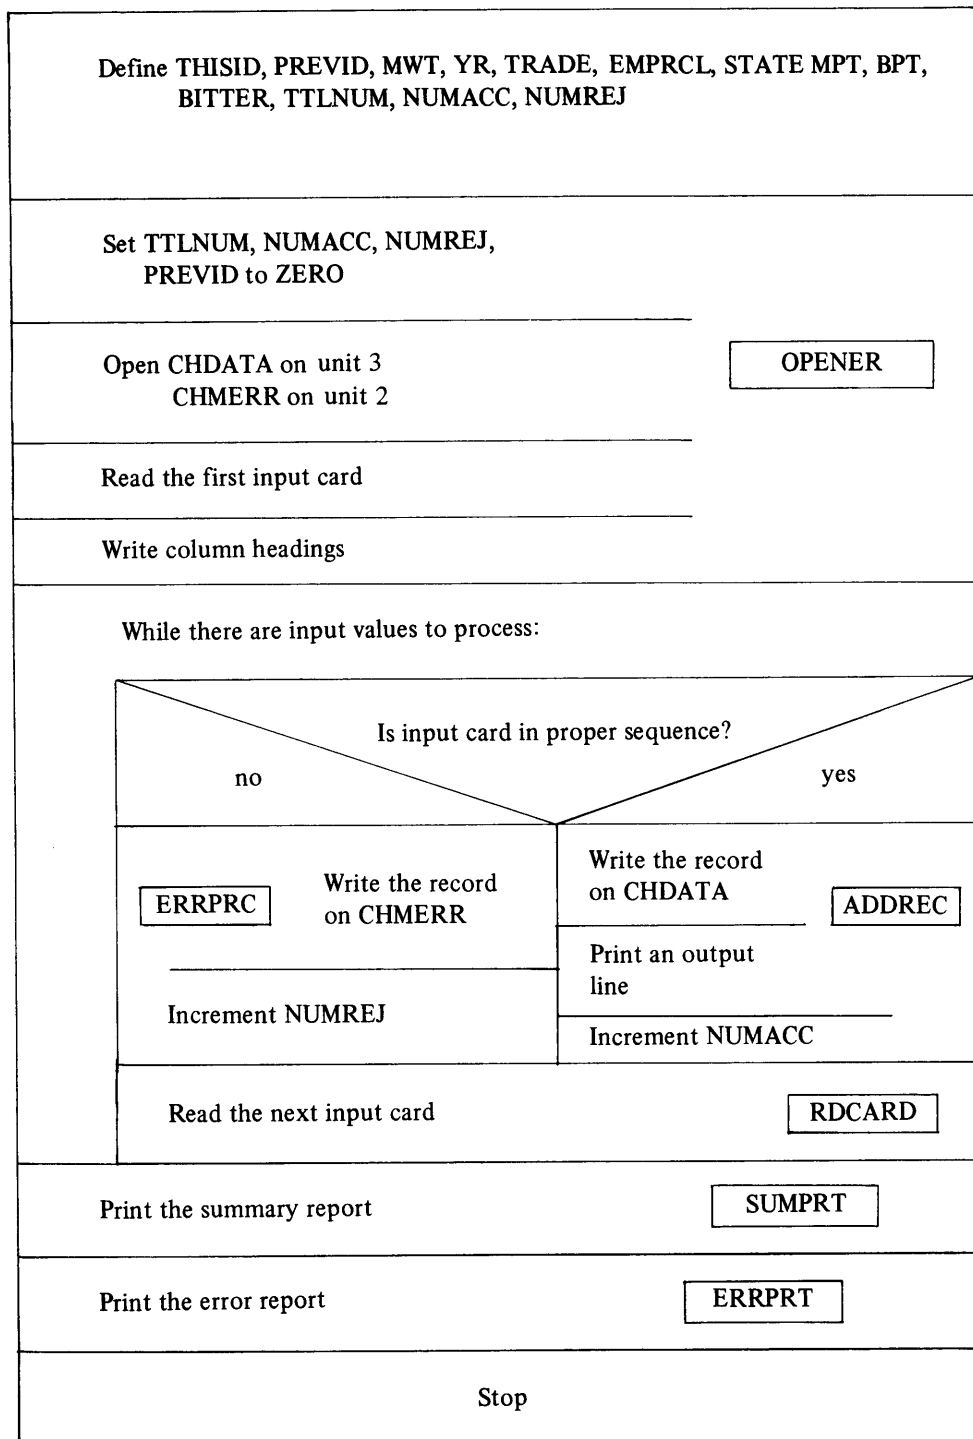 Define THISID, PREVID, MWT, YR, TRADE, EMPRCL, STATE MPT, BPT,
BITTER, TTLNUM, NUMACC, NUMREJ
Set TTLNUM, NUMACC, NUMREJ,
PREVID to ZERO
Open CHDATA on unit 3
CHMERR on unit 2
OPENER
Read the first input card
Write column headings
While there are input values to process:
Is input card in proper sequence?
no
yes
ERRPRC
Write the record
on CHMERR
Increment NUMREJ
Write the record
on CHDATA
ADDREC
Print an output
line
Increment NUMACC
Read the next input card
RDCARD
Print the summary report
SUMPRT
Print the error report
ERRPRT
Stop